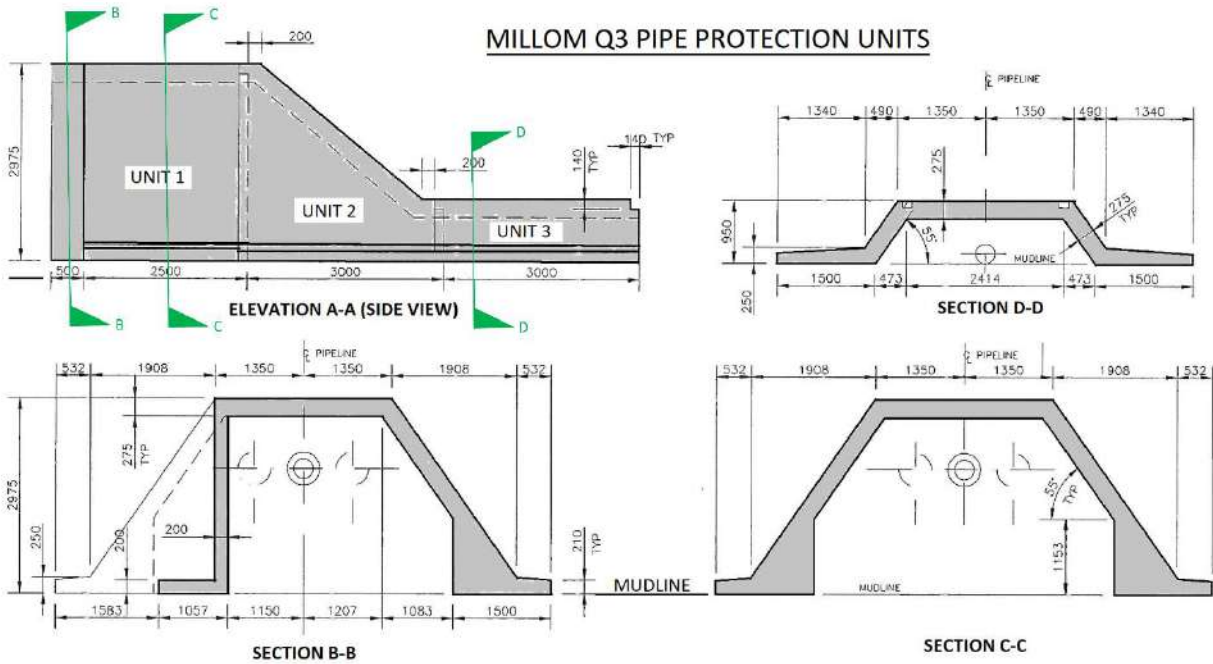 MILLOM Q3 PIPE PROTECTION UNITS
B
C
200
2975
UNIT 1
UNIT 2
UNIT 3
200
D
140 TYP
140
TYP
500
2500
3000
3000
B
C
D
ELEVATION A-A (SIDE VIEW)
℄ PIPELINE
1340
490
1350
1350
490
1340
275
275
TYP
950
55°
MUDLINE
250
1500
473
2414
473
1500
SECTION D-D
℄ PIPELINE
532
1908
1350
1350
1908
532
275
TYP
2975
250
200
200
210
TYP
1583
1057
1150
1207
1083
1500
SECTION B-B
℄ PIPELINE
532
1908
1350
1350
1908
532
55°
TYP
1153
MUDLINE
MUDLINE
SECTION C-C